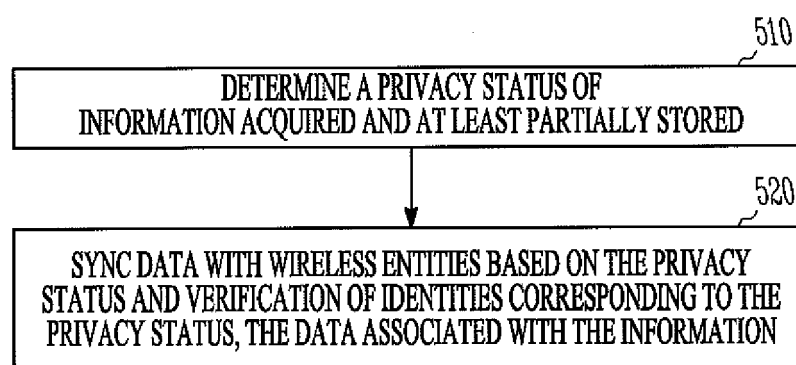 510
DETERMINE A PRIVACY STATUS OF
INFORMATION ACQUIRED AND AT LEAST PARTIALLY STORED
520
SYNC DATA WITH WIRELESS ENTITIES BASED ON THE PRIVACY
STATUS AND VERIFICATION OF IDENTITIES CORRESPONDING TO THE
PRIVACY STATUS, THE DATA ASSOCIATED WITH THE INFORMATION